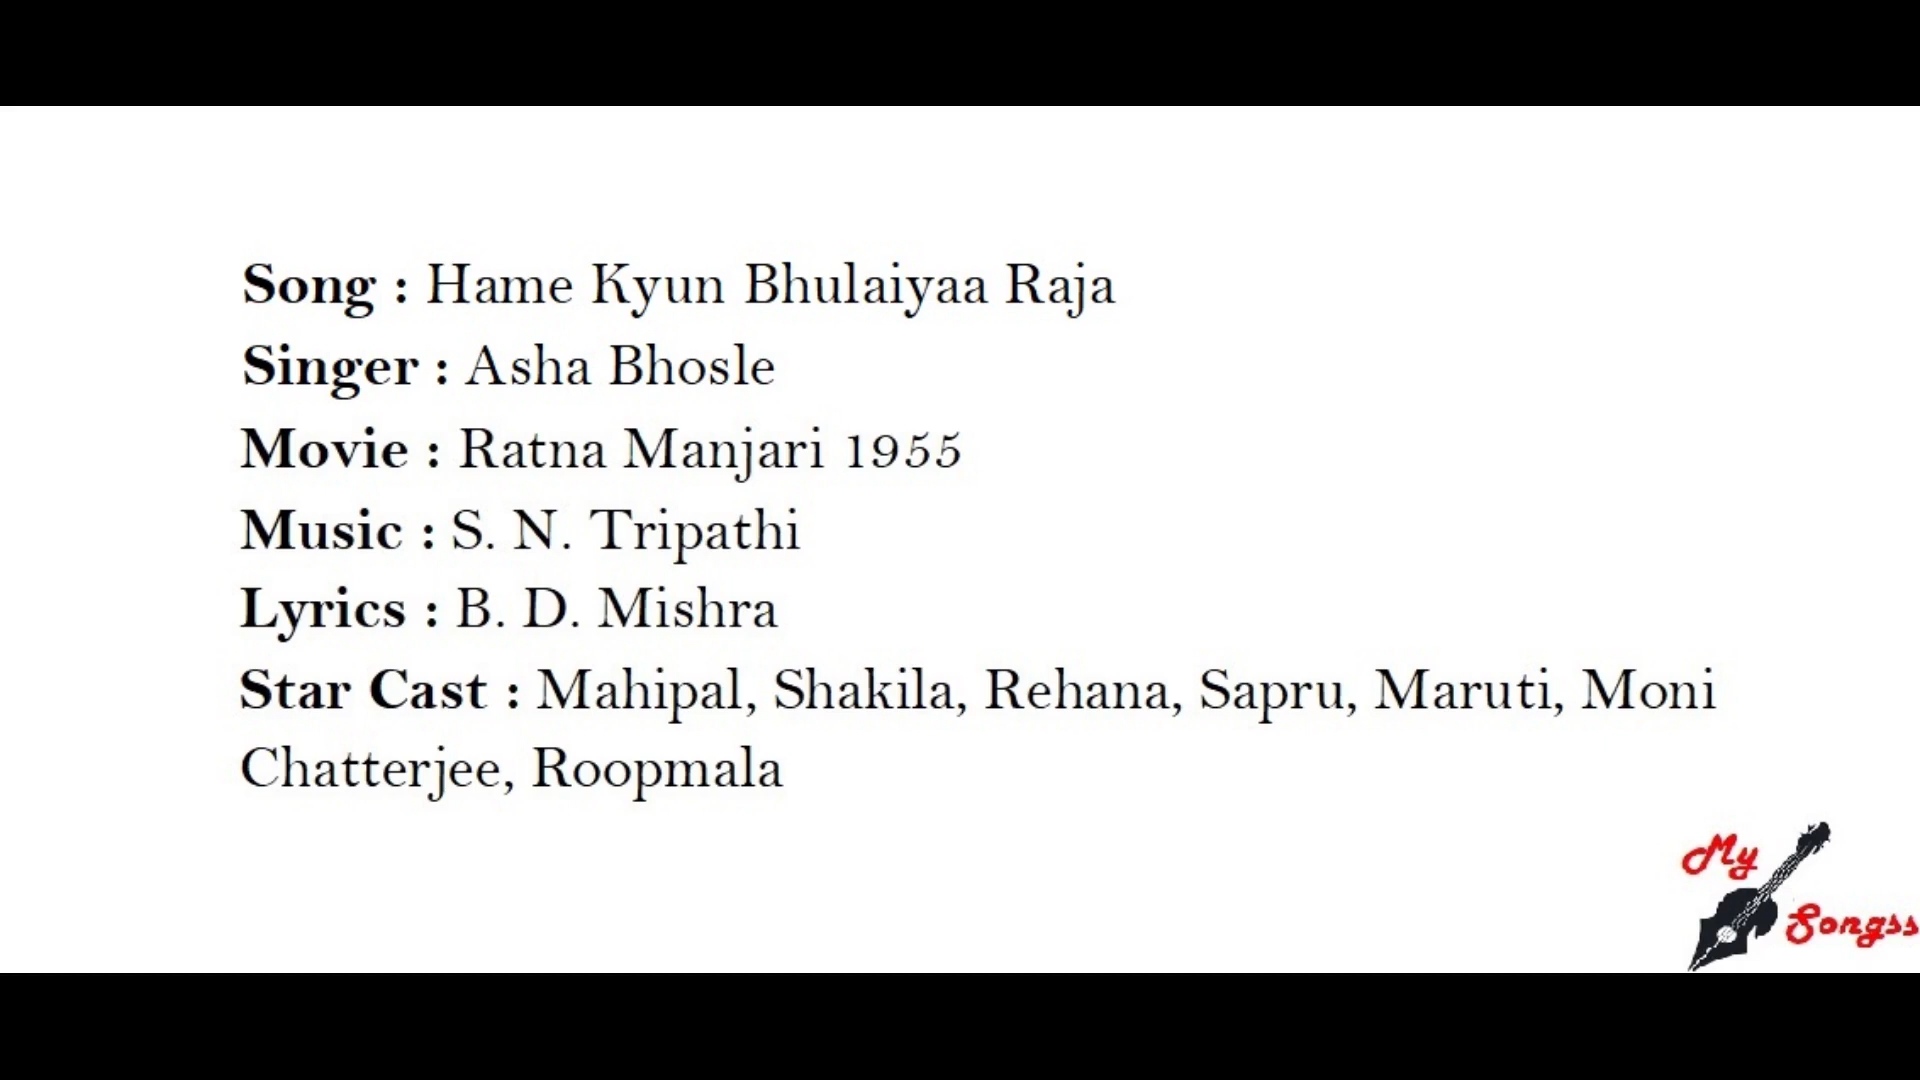 Song : Hame Kyun Bhulaiyaa Raja
Singer : Asha Bhosle
Movie : Ratna Manjari 1955
Music : S. N. Tripathi
Lyrics : B. D. Mishra
Star Cast : Mahipal, Shakila, Rehana, Sapru, Maruti, Moni
Chatterjee, Roopmala
My
Songss